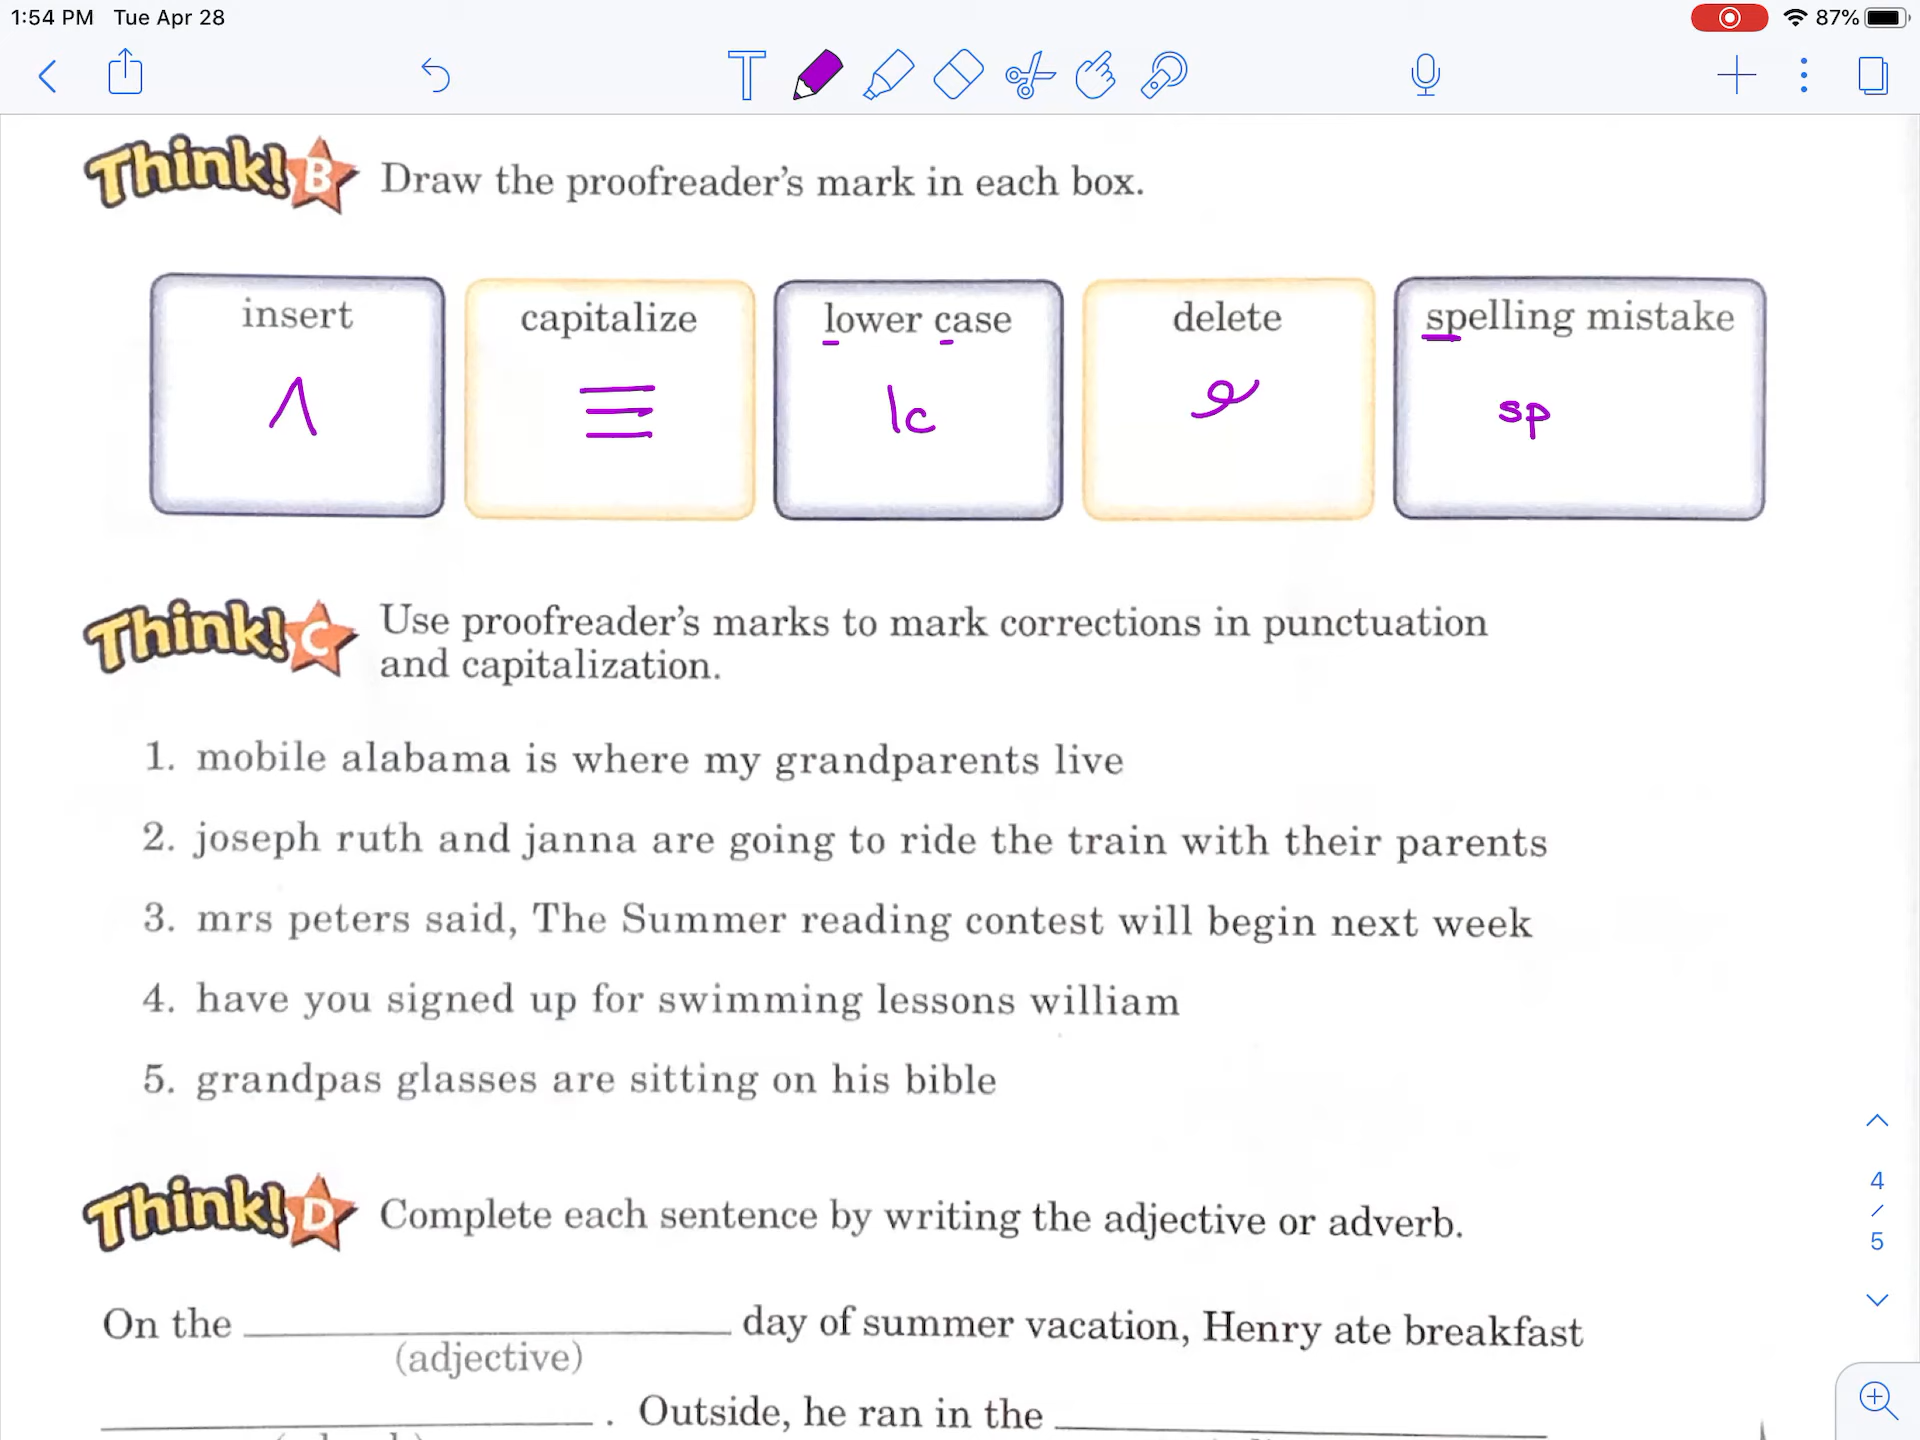 1:54 PM Tue Apr 28 87%
T
Think! B Draw the proofreader's mark in each box.
insert capitalize lower case delete spelling mistake
lc sp
Think! C Use proofreader's marks to mark corrections in punctuation
and capitalization.
1. mobile alabama is where my grandparents live
2. joseph ruth and janna are going to ride the train with their parents
3. mrs peters said, The Summer reading contest will begin next week
4. have you signed up for swimming lessons william
5. grandpas glasses are sitting on his bible
4
/
5
Think! D Complete each sentence by writing the adjective or adverb.
On the ____ day of summer vacation, Henry ate breakfast
(adjective)
____. Outside, he ran in the ____